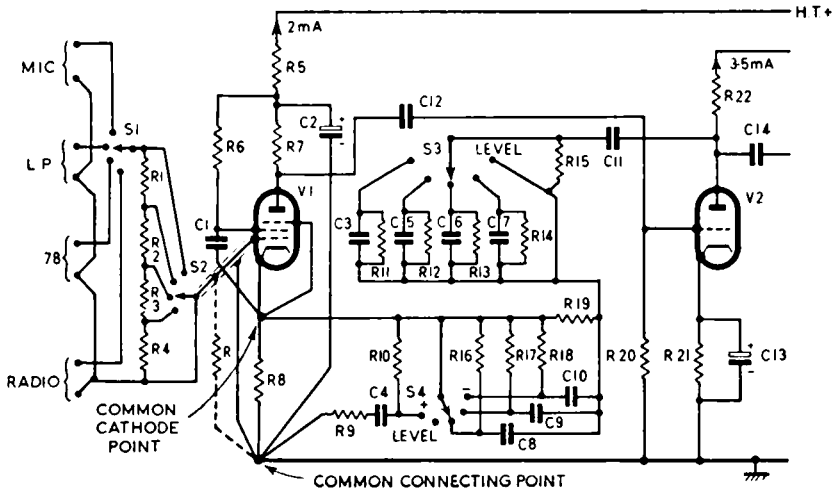 H.T.+
2mA
3·5mA
MIC
R5
R22
S1
C12
C2
C14
R6
R7
S3
LEVEL
R15
C11
LP
R1
V1
V2
C1
C3
C5
C6
C7
R14
R2
78
S2
R11
R12
R13
R3
R19
R10
R16
R17
R18
R20
R21
C13
R4
R
R8
C10
RADIO
C4
S4
+
–
COMMON
CATHODE
POINT
R9
LEVEL
C9
C8
COMMON CONNECTING POINT